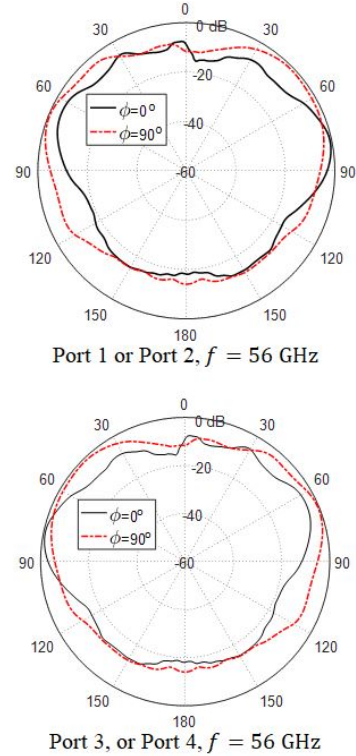 0
30 0 dB 30
-20
60 60
ϕ=0°
-40
ϕ=90°
90 -60 90
120 120
150 150
180
Port 1 or Port 2, f = 56 GHz
0
30 0 dB 30
-20
60 60
ϕ=0°
-40
ϕ=90°
90 -60 90
120 120
150 150
180
Port 3, or Port 4, f = 56 GHz